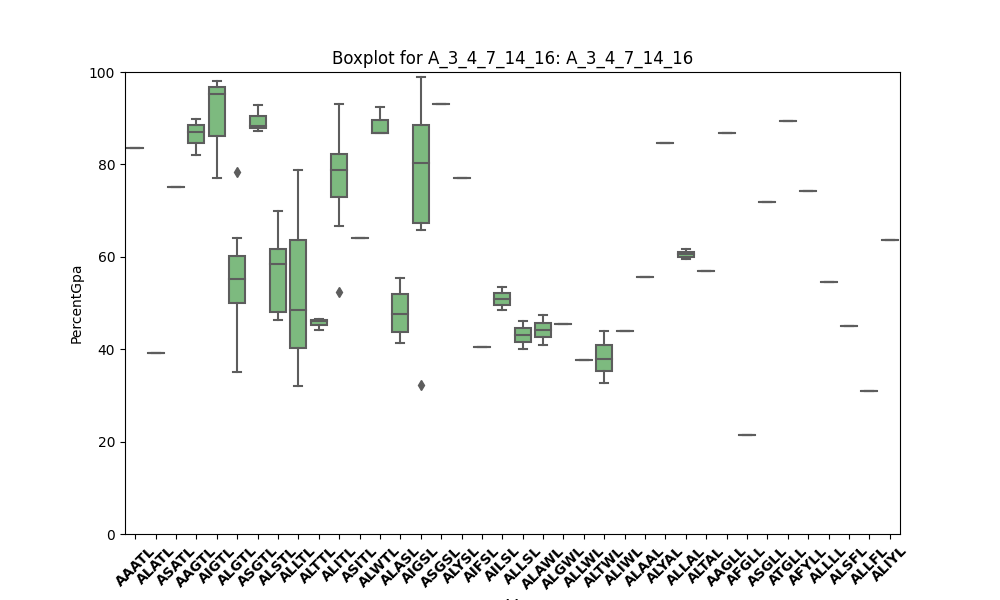 Boxplot for A_3_4_7_14_16: A_3_4_7_14_16
PercentGpa
100
80
60
40
20
0
AAATL
ALATL
ASATL
AAGTL
AIGTL
ALGTL
ASGTL
ALSTL
ALLTL
ALTTL
ALITL
ASITL
ALWTL
ALASL
AIGSL
ASGSL
ALYSL
AIFSL
AILSL
ALLSL
ALAWL
ALGWL
ALLWL
ALTWL
ALIWL
ALAAL
ALYAL
ALLAL
ALTAL
AAGLL
AFGLL
ASGLL
ATGLL
AFYLL
ALLLL
ALSFL
ALLFL
ALIYL